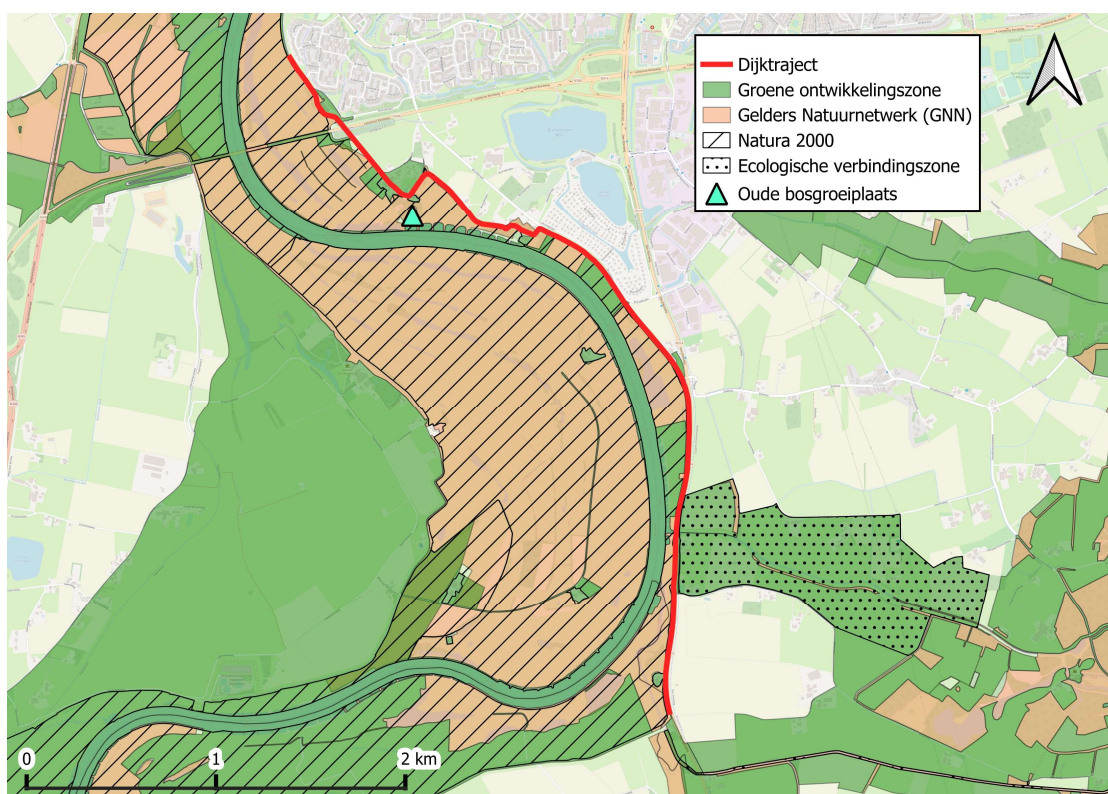 Dijktraject
Groene ontwikkelingszone
Gelders Natuurnetwerk (GNN)
Natura 2000
Ecologische verbindingszone
Oude bosgroeiplaats
0
1
2 km